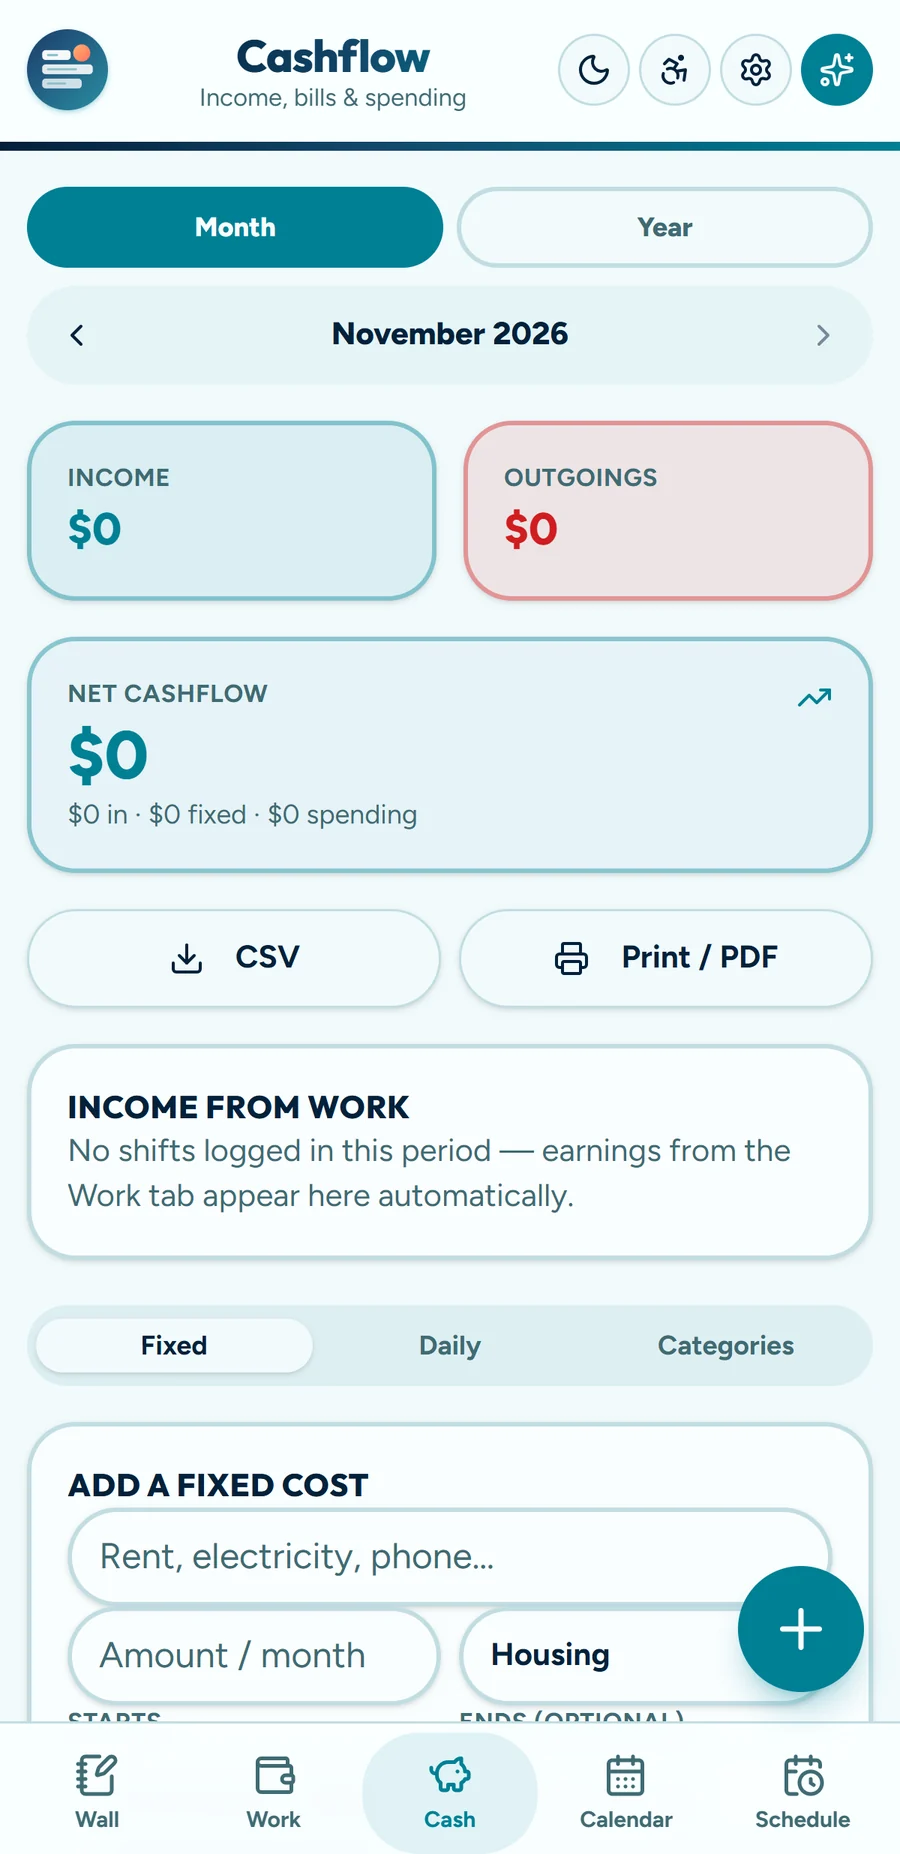 Cashflow
Income, bills & spending
Month
Year
November 2026
INCOME
$0
OUTGOINGS
$0
NET CASHFLOW
$0
$0 in · $0 fixed · $0 spending
CSV
Print / PDF
INCOME FROM WORK
No shifts logged in this period — earnings from the
Work tab appear here automatically.
Fixed
Daily
Categories
ADD A FIXED COST
Rent, electricity, phone...
Amount / month
Housing
STARTS
ENDS (OPTIONAL)
Wall
Work
Cash
Calendar
Schedule